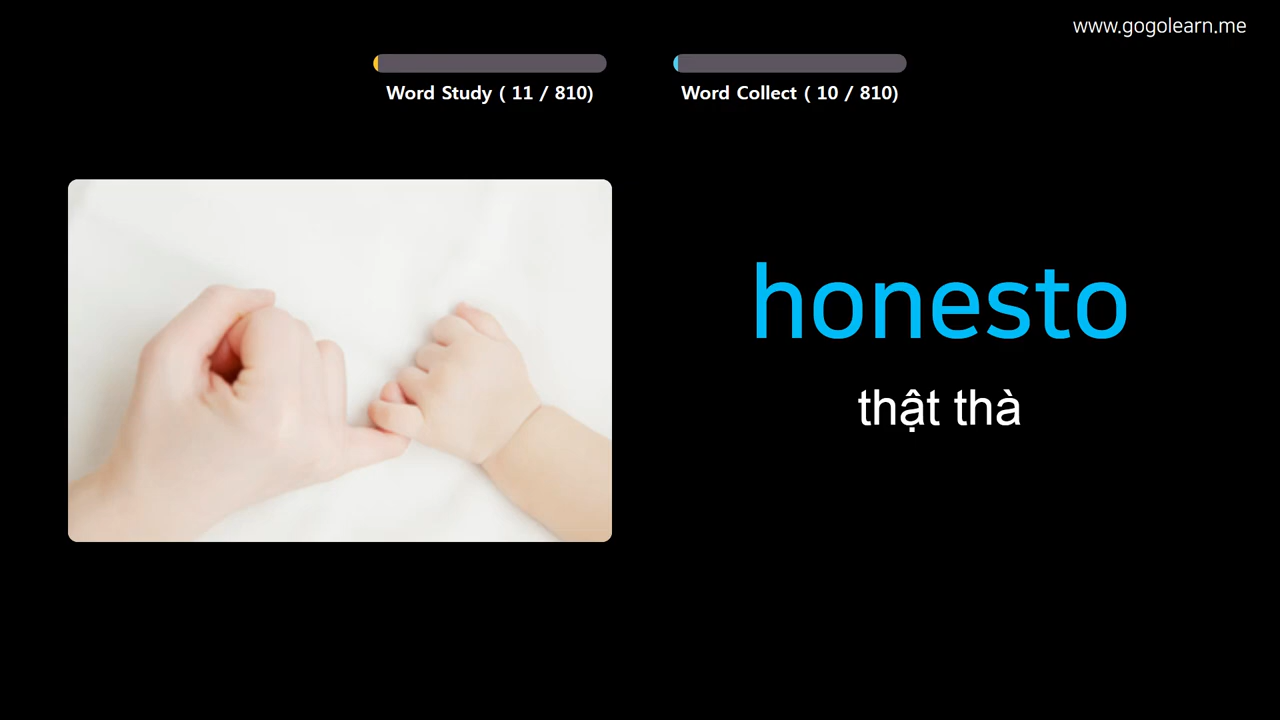 www.gogolearn.me
Word Study ( 11 / 810)
Word Collect ( 10 / 810)
honesto
thật thà